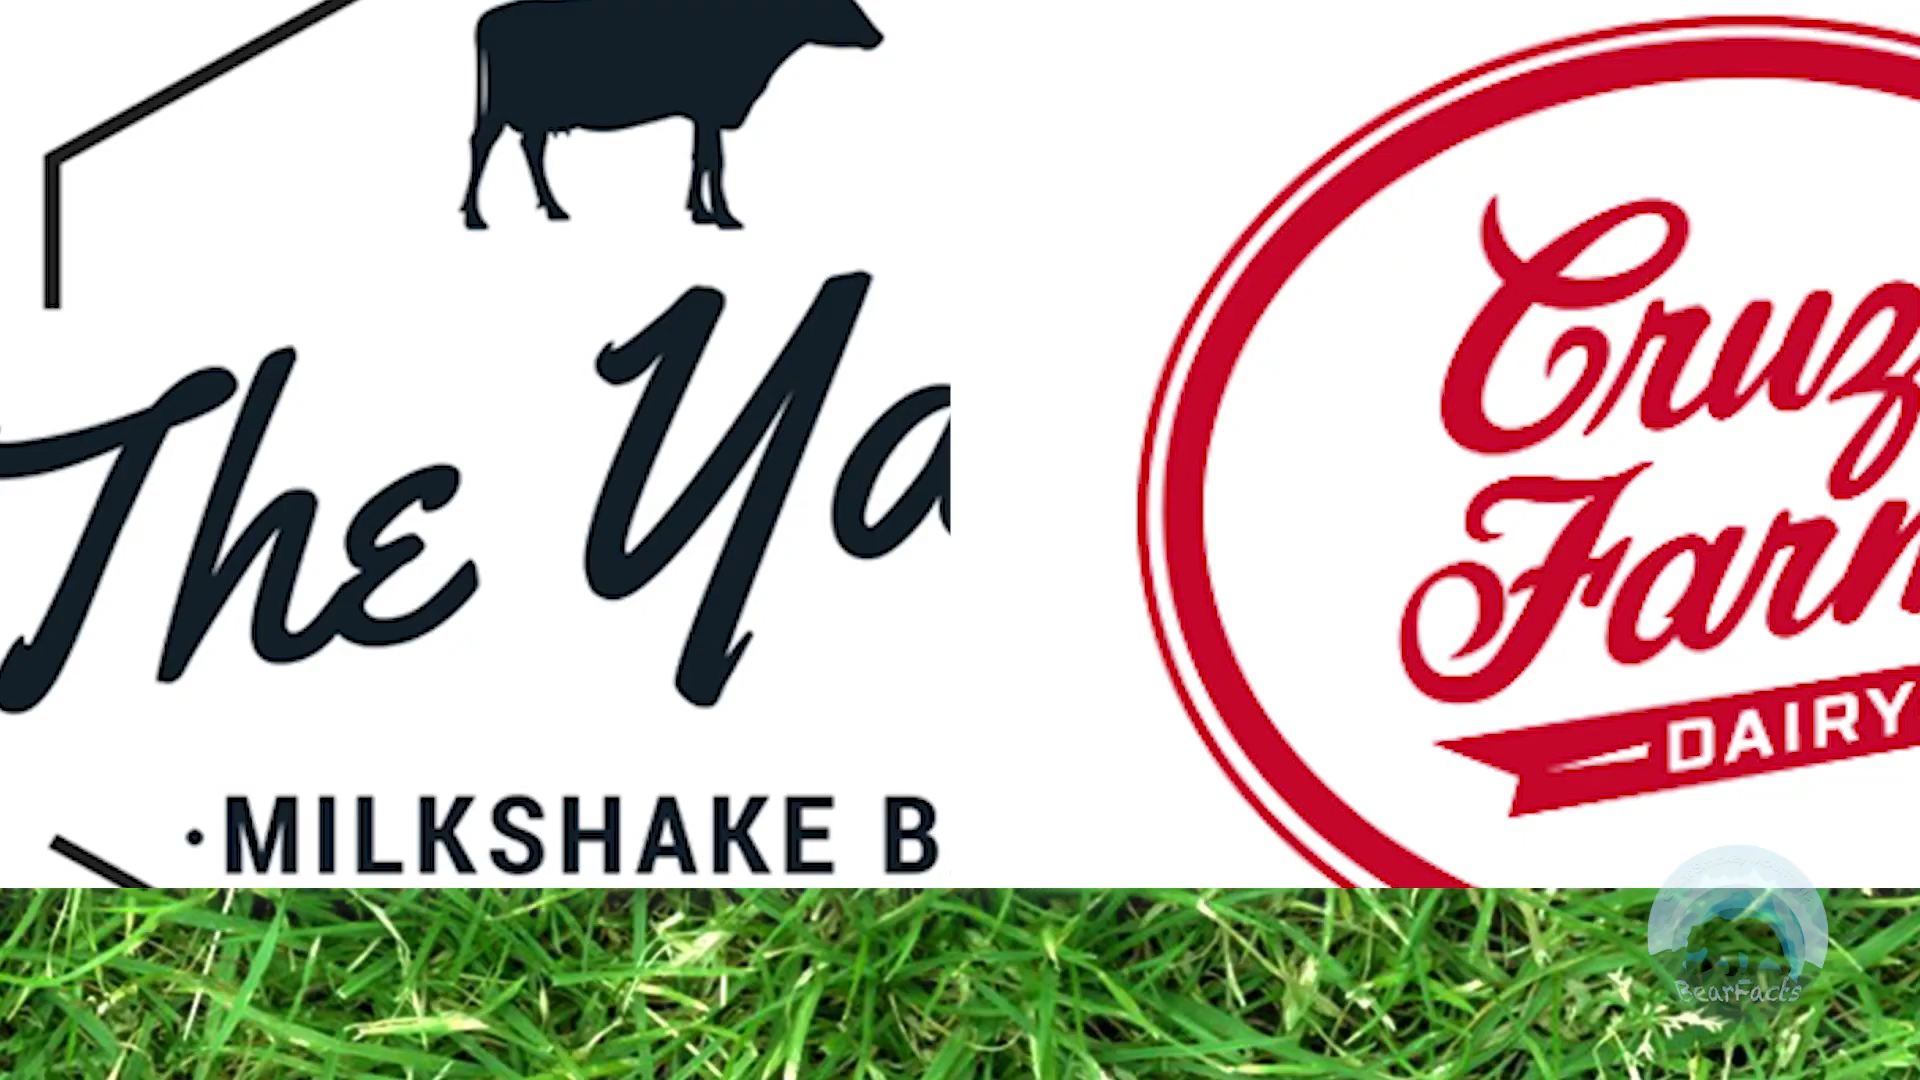 The Ya
·MILKSHAKE B
Cruz
Farm
DAIRY
BearFacts